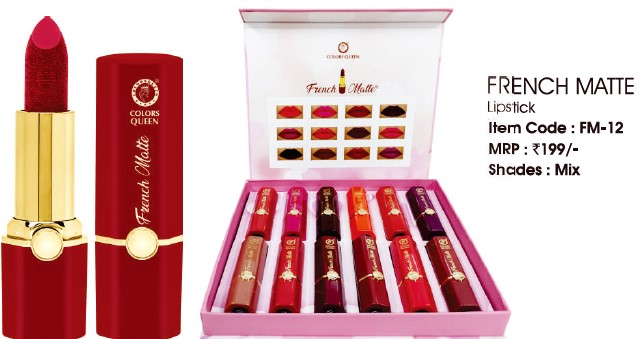 COLORS
QUEEN
French Matte
COLORS QUEEN
French Matte
FRENCH MATTE
Lipstick
Item Code : FM-12
MRP : ₹199/-
Shades : Mix